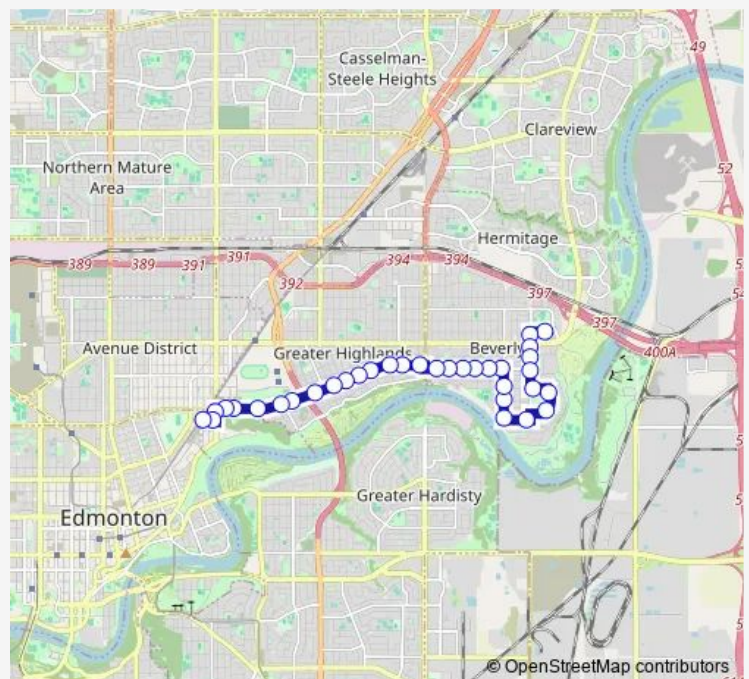 49
Casselman-
Steele Heights
Clareview
Northern Mature
Area
52
Hermitage
389
389
391
391
392
394
394
397
397
400A
Avenue District
Greater Highlands
Beverly
Greater Hardisty
Edmonton
© OpenStreetMap contributors